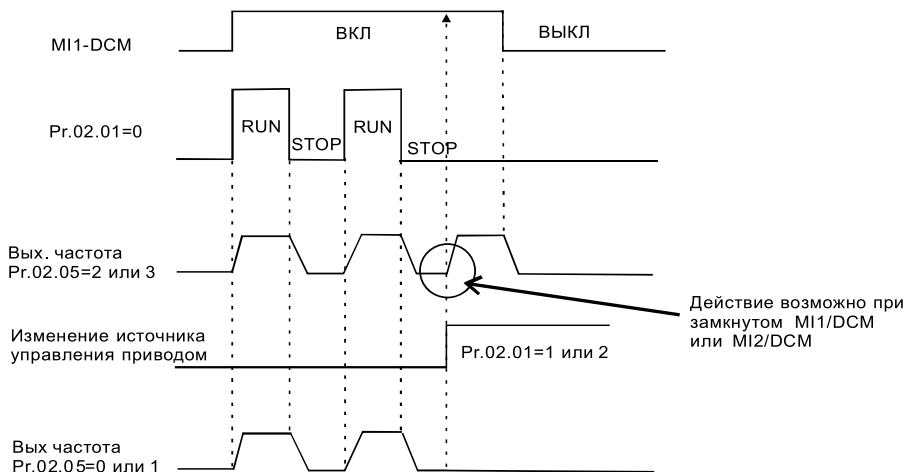 MI1-DCM
ВКЛ
ВЫКЛ
Pr.02.01=0
RUN
STOP
RUN
STOP
Вых. частота
Pr.02.05=2 или 3
Действие возможно при
замкнутом MI1/DCM
или MI2/DCM
Изменение источника
управления приводом
Pr.02.01=1 или 2
Вых частота
Pr.02.05=0 или 1